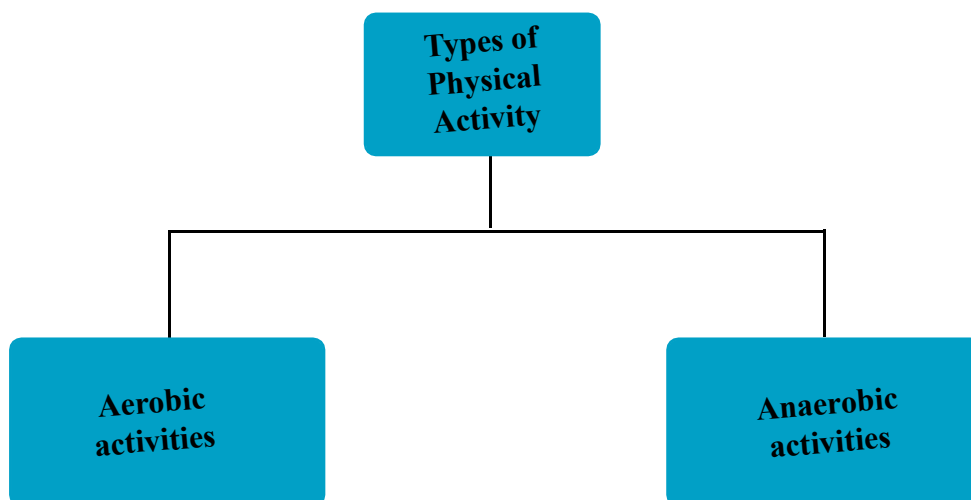 Types of
Physical
Activity
Aerobic
activities
Anaerobic
activities